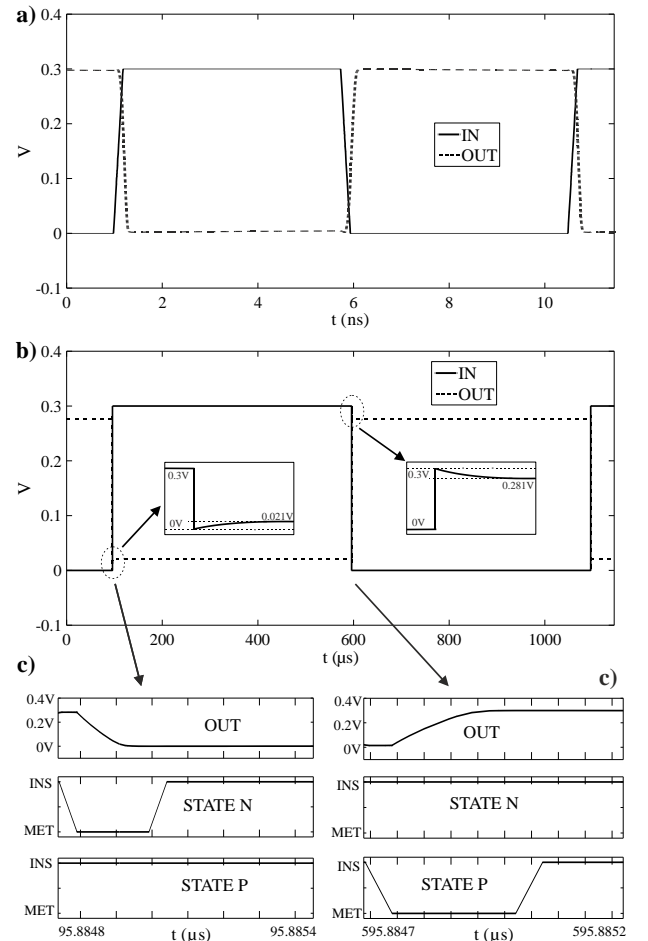 a)
0.4
0.3
0.2
0.1
0
-0.1
V
IN
OUT
0 2 4 6 8 10
t (ns)
b)
0.4
0.3
0.2
0.1
0
-0.1
V
IN
OUT
0.3V
0V
0.021V
0.3V
0V
0.281V
0 200 400 600 800 1000
t (µs)
c)
0.4V
0.2V
0V
OUT
INS
MET
STATE N
INS
MET
STATE P
95.8848 95.8854
t (µs)
c)
0.4V
0.2V
0V
OUT
INS
MET
STATE N
INS
MET
STATE P
595.8847 595.8852
t (µs)